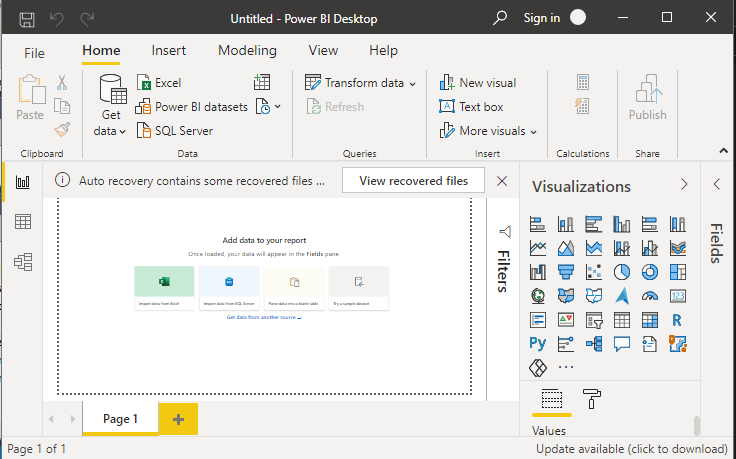 Untitled - Power BI Desktop
Sign in
File Home Insert Modeling View Help
Paste
Clipboard
Get data
Excel
Power BI datasets
SQL Server
Data
Transform data
Refresh
Queries
New visual
Text box
More visuals
Insert
Calculations
Publish
Share
Auto recovery contains some recovered files ...
View recovered files
Add data to your report
Once loaded, your data will appear in the Fields pane.
Import data from Excel
Import data from SQL Server
Paste data into a blank table
Try a sample dataset
Get data from another source →
Filters
Visualizations
123
R
Py
Values
Fields
Page 1
Page 1 of 1
Update available (click to download)